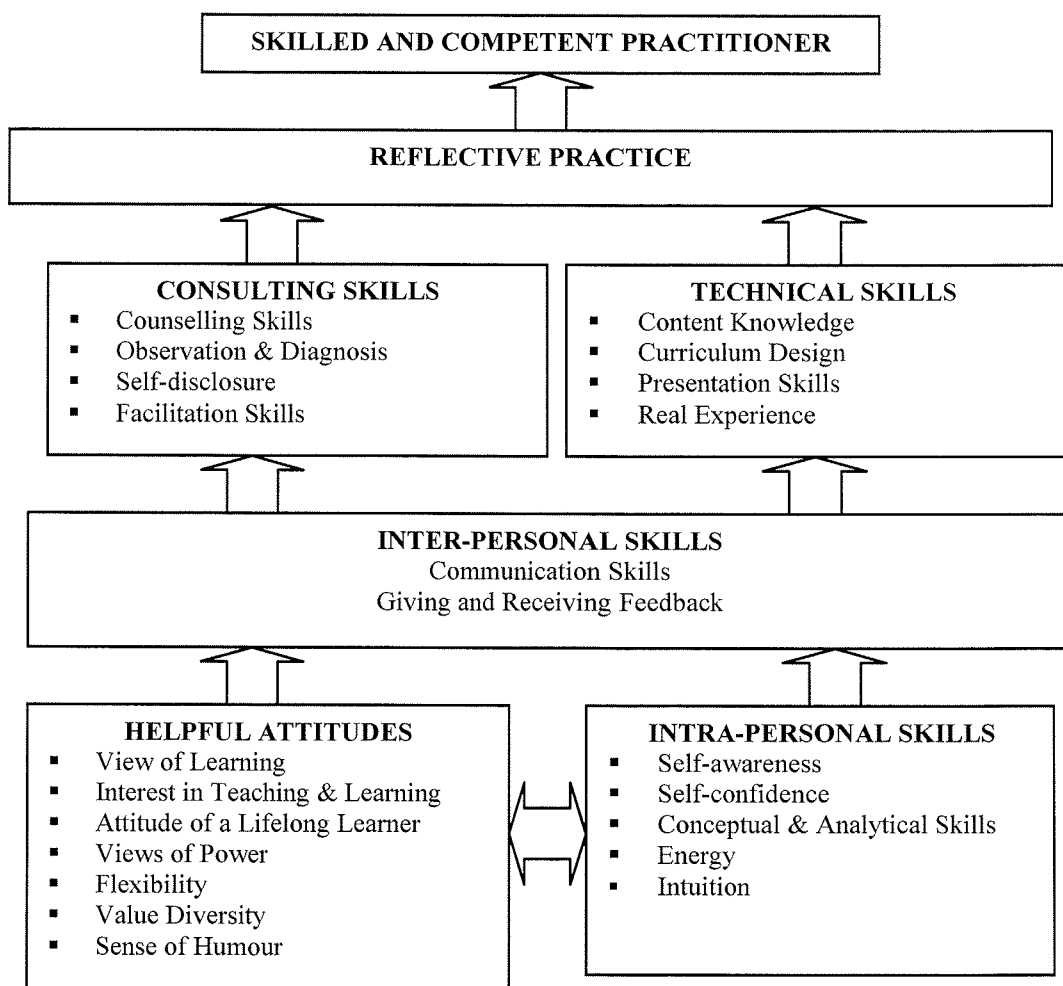 SKILLED AND COMPETENT PRACTITIONER
REFLECTIVE PRACTICE
CONSULTING SKILLS
▪ Counselling Skills
▪ Observation & Diagnosis
▪ Self-disclosure
▪ Facilitation Skills
TECHNICAL SKILLS
▪ Content Knowledge
▪ Curriculum Design
▪ Presentation Skills
▪ Real Experience
INTER-PERSONAL SKILLS
Communication Skills
Giving and Receiving Feedback
HELPFUL ATTITUDES
▪ View of Learning
▪ Interest in Teaching & Learning
▪ Attitude of a Lifelong Learner
▪ Views of Power
▪ Flexibility
▪ Value Diversity
▪ Sense of Humour
INTRA-PERSONAL SKILLS
▪ Self-awareness
▪ Self-confidence
▪ Conceptual & Analytical Skills
▪ Energy
▪ Intuition